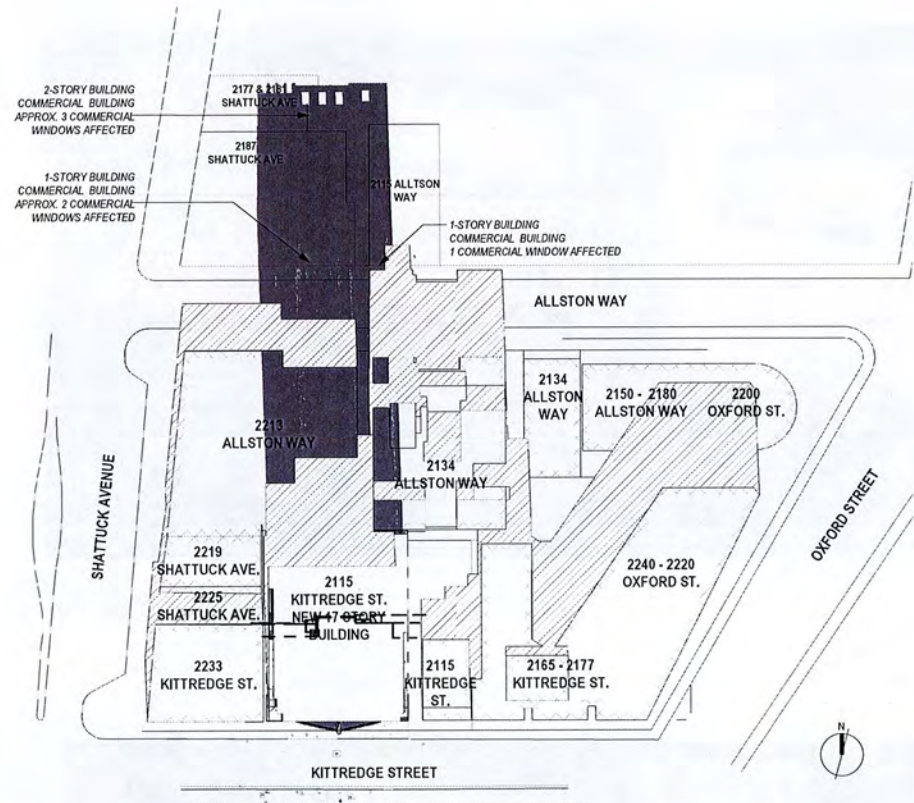 2-STORY BUILDING
COMMERCIAL BUILDING
APPROX. 3 COMMERCIAL
WINDOWS AFFECTED
2177 & 2181
SHATTUCK AVE
2187
SHATTUCK AVE
1-STORY BUILDING
COMMERCIAL BUILDING
APPROX. 2 COMMERCIAL
WINDOWS AFFECTED
2115 ALLTSON
WAY
1-STORY BUILDING
COMMERCIAL BUILDING
1 COMMERCIAL WINDOW AFFECTED
ALLSTON WAY
2134
ALLSTON
WAY
2150 - 2180
ALLSTON WAY
2200
OXFORD ST.
2213
ALLSTON WAY
2134
ALLSTON WAY
SHATTUCK AVENUE
OXFORD STREET
2219
SHATTUCK AVE.
2225
SHATTUCK AVE.
2233
KITTREDGE ST.
2115
KITTREDGE ST.
NEW 17 STORY
BUILDING
2115
KITTREDGE
ST.
2240 - 2220
OXFORD ST.
2165 - 2177
KITTREDGE ST.
KITTREDGE STREET
N